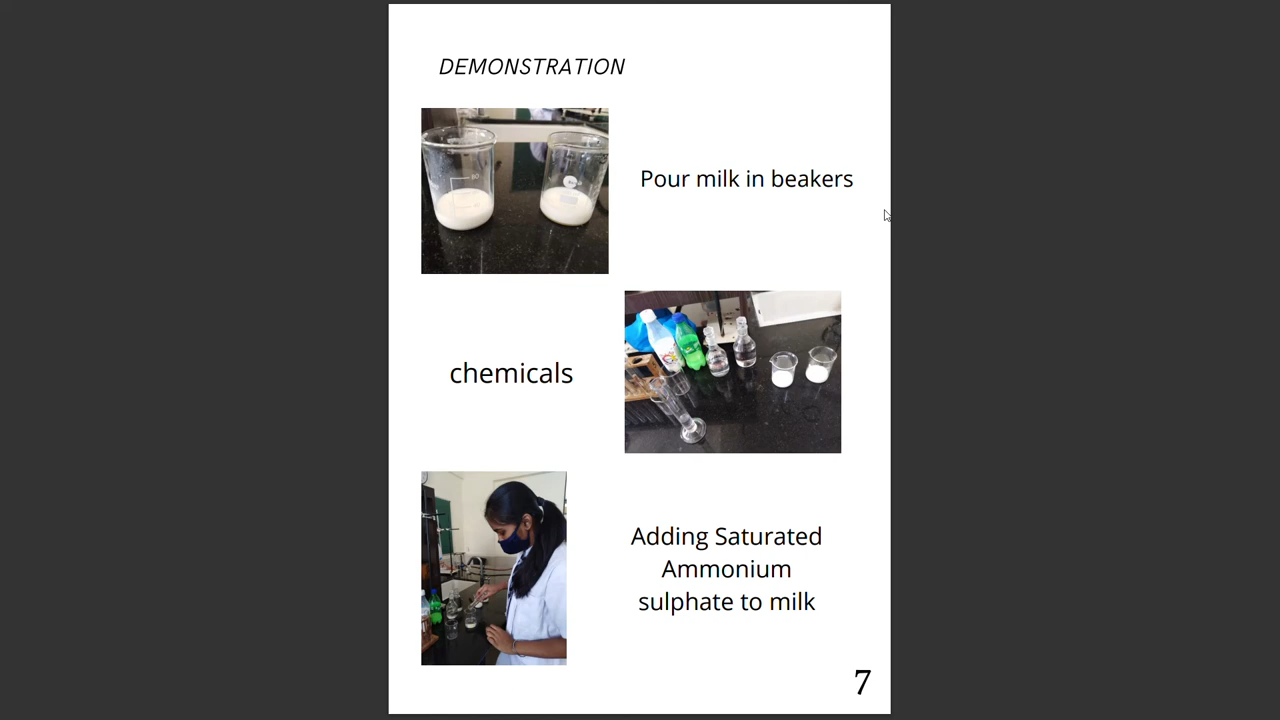 DEMONSTRATION
Pour milk in beakers
chemicals
Adding Saturated
Ammonium
sulphate to milk
7